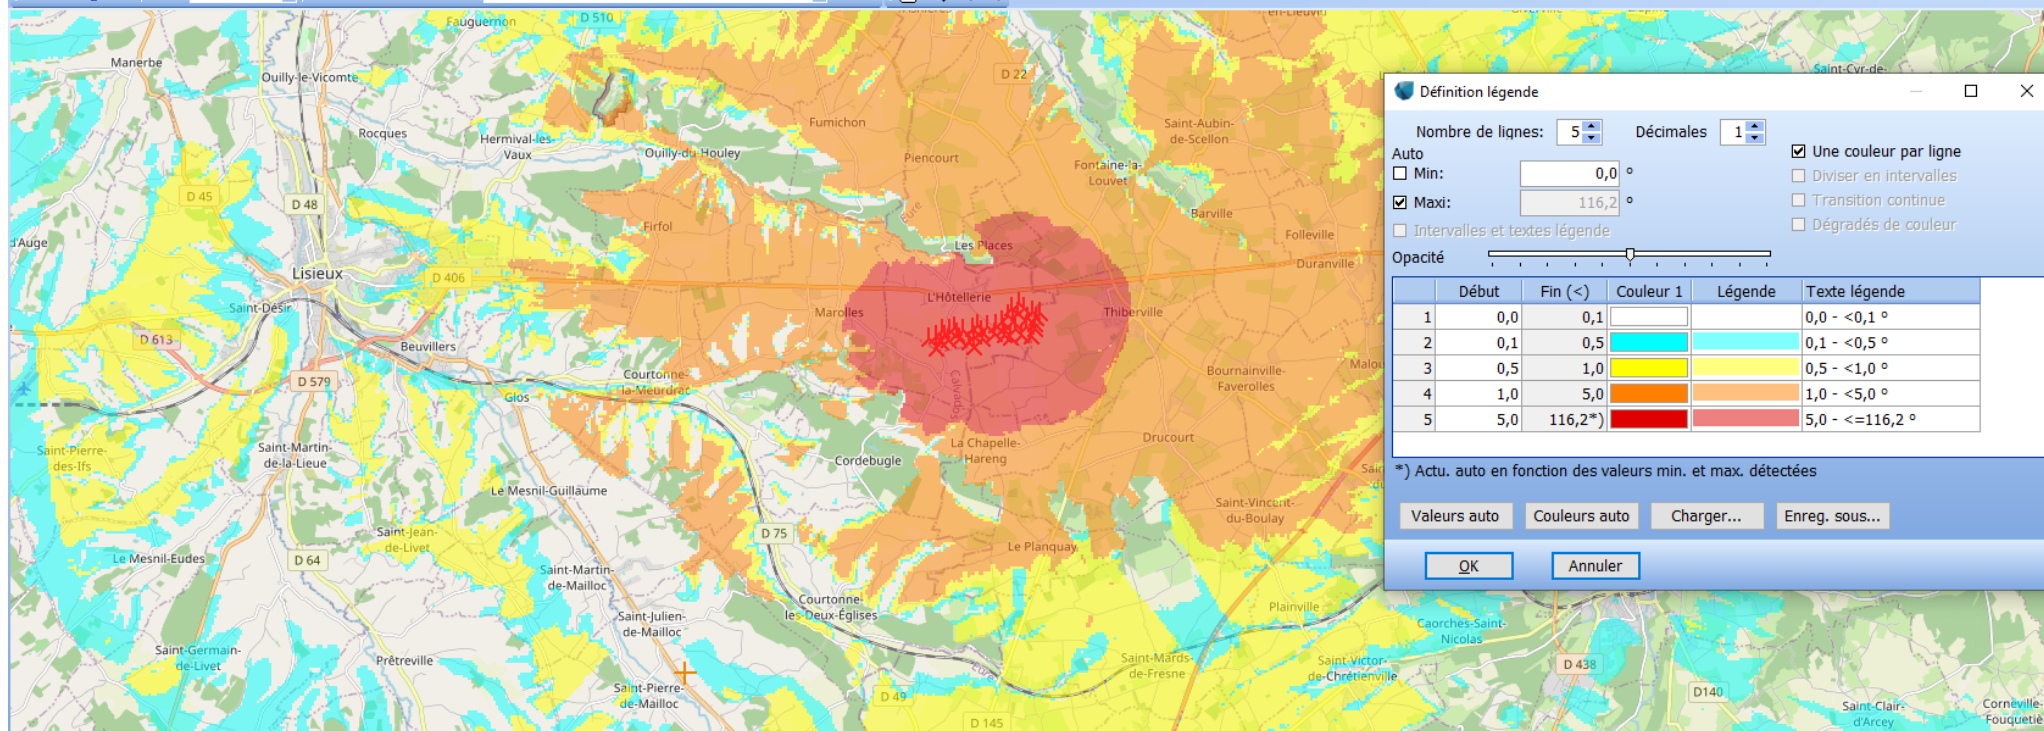 Fauguernon
D 510
en-Lieuvin
Manerbe
Ouilly-le-Vicomte
D 22
Saint-Cyr-de-
Fumichon
Saint-Aubin-
de-Scellon
Rocques
Hermival-les-
Vaux
Ouilly-du-Houley
Piencourt
Fontaine-la-
Louvet
D 45
D 48
Eure
Barville
Firfol
Folleville
d'Auge
Les Places
Duranville
Lisieux
D 406
L'Hôtellerie
Saint-Désir
Marolles
Thiberville
D 613
Beuvillers
D 579
Courtonne-
la-Meurdrac
Calvados
Bournainville-
Faverolles
Malou
Glos
Saint-Martin-
de-la-Lieue
La Chapelle-
Hareng
Drucourt
Saint-Pierre-
des-Ifs
Cordebugle
Le Mesnil-Guillaume
Saint-Vincent-
du-Boulay
Saint-Jean-
de-Livet
D 75
Le Planquay
Le Mesnil-Eudes
D 64
Saint-Martin-
de-Mailloc
Courtonne-
les-Deux-Églises
Plainville
Saint-Julien-
de-Mailloc
Caorches-Saint-
Nicolas
Saint-Germain-
de-Livet
Prêtreville
Eure
Saint-Mards-
de-Fresne
Saint-Victor-
de-Chrétienville
D 438
Saint-Pierre-
de-Mailloc
D 49
D 145
D140
Saint-Clair-
d'Arcey
Corneville-
Définition légende
Nombre de lignes: 5 Décimales 1
Auto
Min: 0,0 °
Maxi: 116,2 °
Intervalles et textes légende
Une couleur par ligne
Diviser en intervalles
Transition continue
Dégradés de couleur
Opacité
Début Fin (<) Couleur 1 Légende Texte légende
1 0,0 0,1 0,0 - <0,1 °
2 0,1 0,5 0,1 - <0,5 °
3 0,5 1,0 0,5 - <1,0 °
4 1,0 5,0 1,0 - <5,0 °
5 5,0 116,2*) 5,0 - <=116,2 °
*) Actu. auto en fonction des valeurs min. et max. détectées
Valeurs auto Couleurs auto Charger... Enreg. sous...
OK Annuler